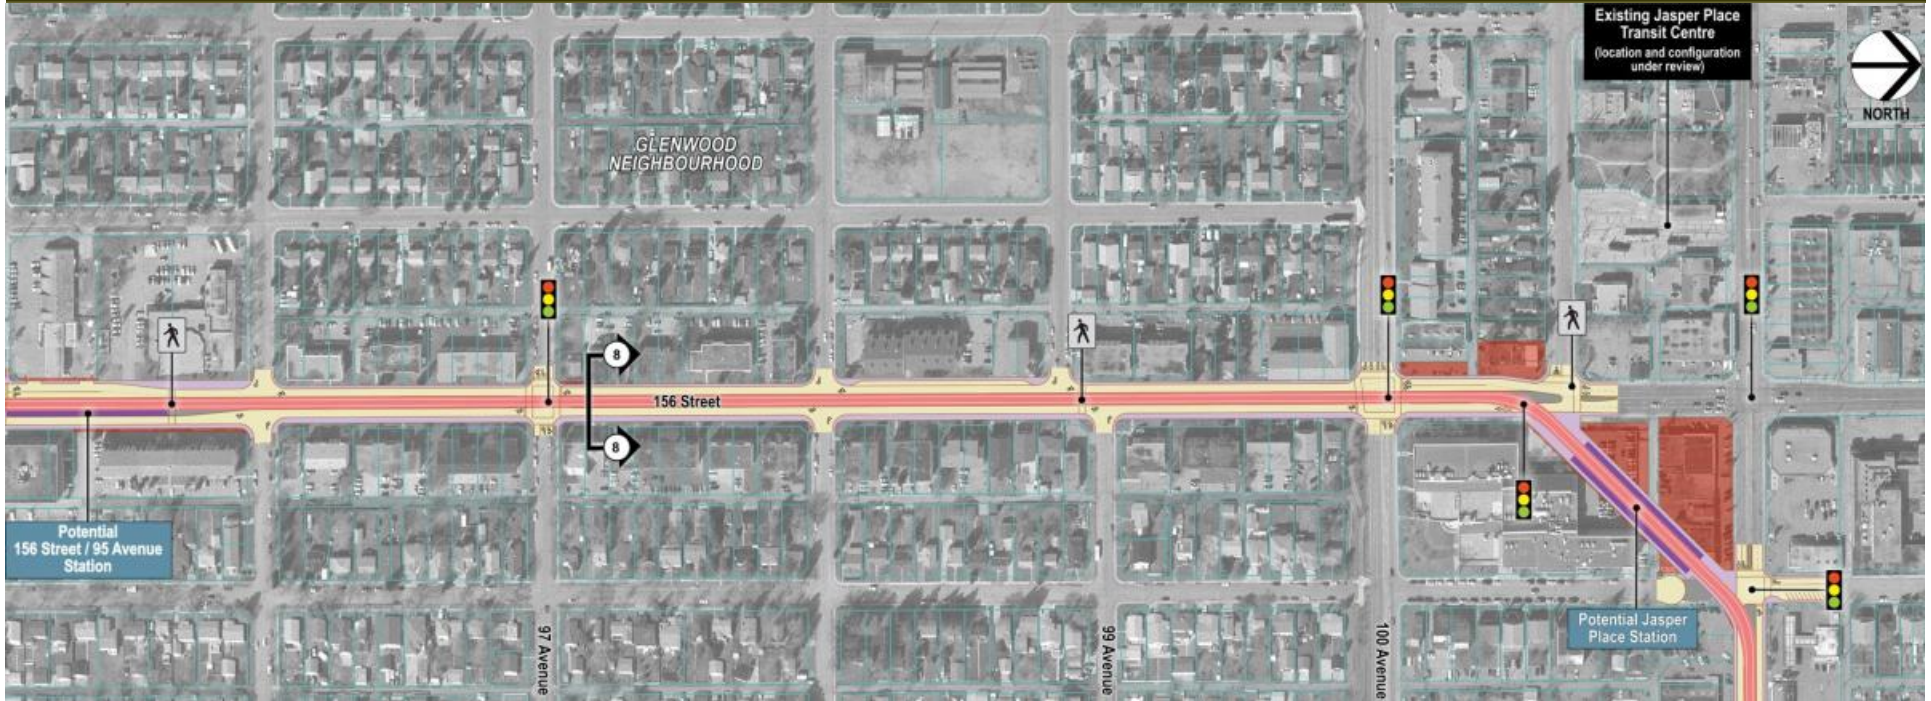 Existing Jasper Place
Transit Centre
(location and configuration
under review)
NORTH
GLENWOOD
NEIGHBOURHOOD
8
156 Street
8
Potential
156 Street / 95 Avenue
Station
Potential Jasper
Place Station
97 Avenue
99 Avenue
100 Avenue